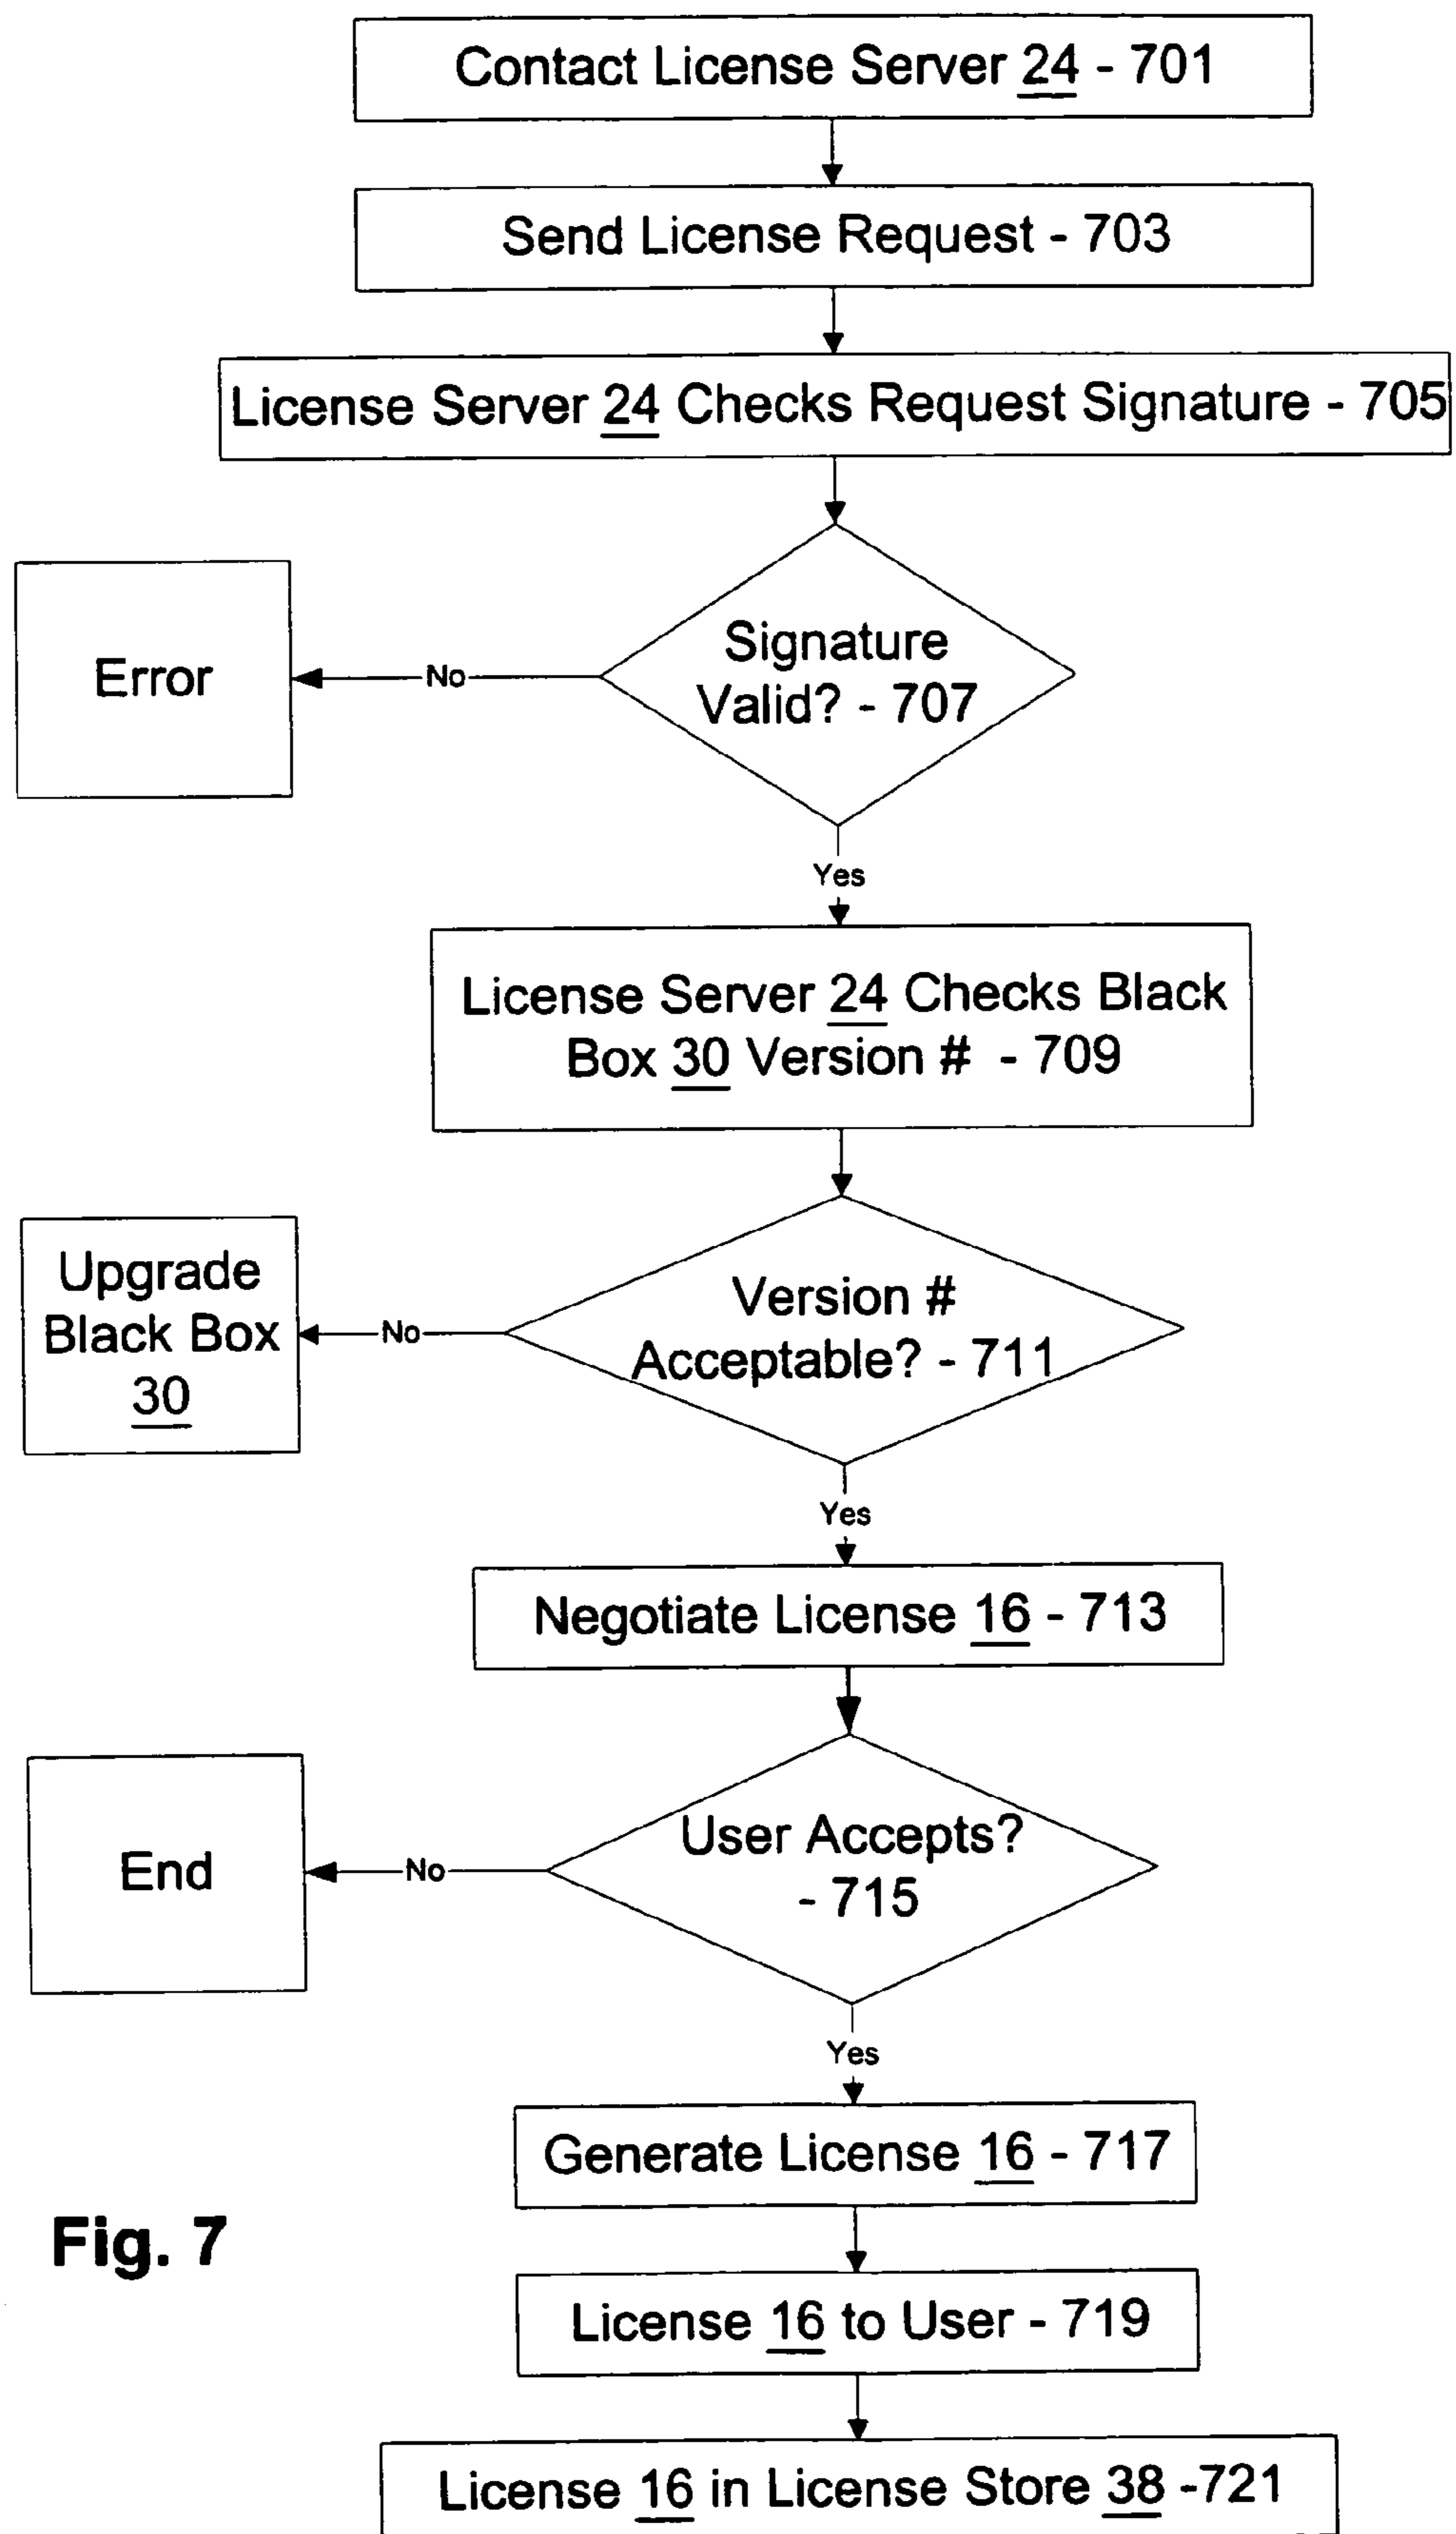 Contact License Server 24 - 701
Send License Request - 703
License Server 24 Checks Request Signature - 705
Signature
Valid? - 707
No
Error
Yes
License Server 24 Checks Black
Box 30 Version # - 709
Version #
Acceptable? - 711
No
Upgrade
Black Box
30
Yes
Negotiate License 16 - 713
User Accepts?
- 715
No
End
Yes
Generate License 16 - 717
Fig. 7
License 16 to User - 719
License 16 in License Store 38 -721